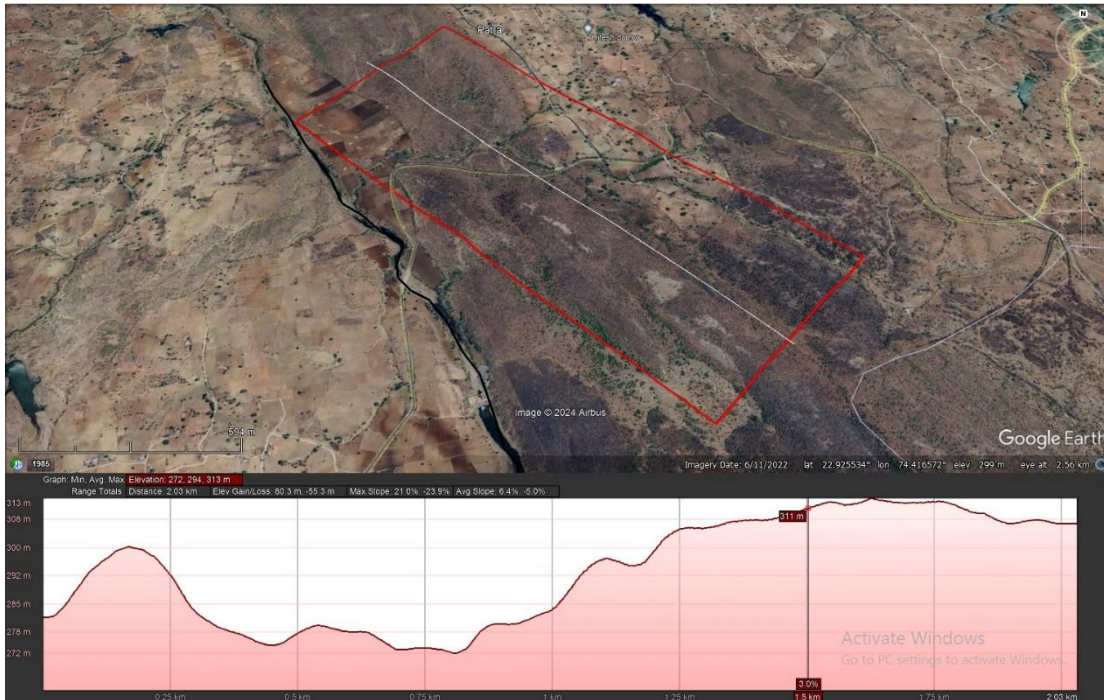 N
Ratra
Image © 2024 Airbus
Google Earth
594 m
1985
Imagery Date: 6/11/2022 lat 22.925534° lon 74.416572° elev 299 m eye alt 2.56 km
Graph: Min, Avg, Max Elevation: 272, 294, 313 m
Range Totals: Distance: 2.03 km Elev Gain/Loss: 80.3 m, -55.3 m Max Slope: 21.0%, -23.9% Avg Slope: 6.4%, -5.0%
313 m
308 m
300 m
292 m
285 m
278 m
272 m
311 m
Activate Windows
Go to PC settings to activate Windows.
3.0%
0.25 km 0.5 km 0.75 km 1 km 1.25 km 1.5 km 1.75 km 2.03 km